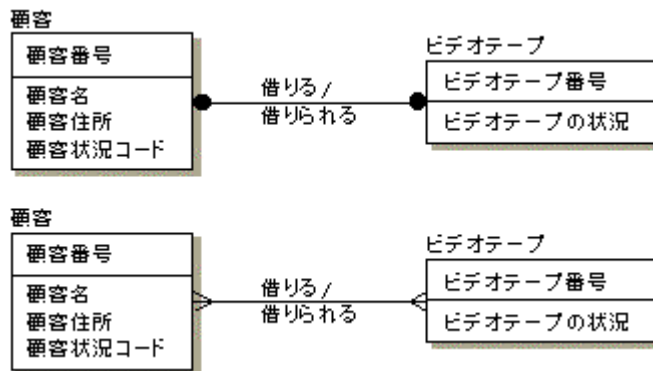 顧客
顧客番号
顧客名
顧客住所
顧客状況コード
借りる/
借りられる
ビデオテープ
ビデオテープ番号
ビデオテープの状況
顧客
顧客番号
顧客名
顧客住所
顧客状況コード
借りる/
借りられる
ビデオテープ
ビデオテープ番号
ビデオテープの状況